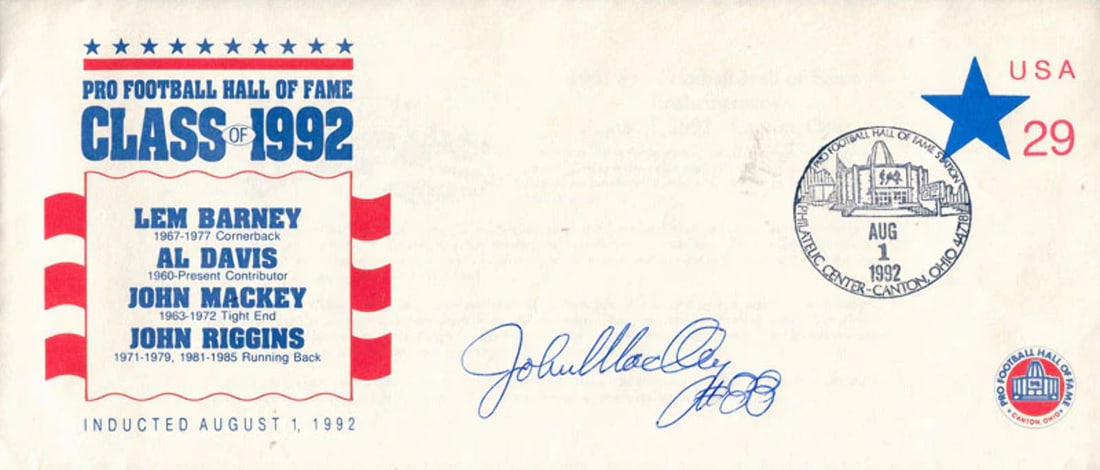 PRO FOOTBALL HALL OF FAME
CLASS OF 1992
LEM BARNEY
1967-1977 Cornerback
AL DAVIS
1960-Present Contributor
JOHN MACKEY
1963-1972 Tight End
JOHN RIGGINS
1971-1979, 1981-1985 Running Back
INDUCTED AUGUST 1, 1992
John Mackey
#88
USA
29
PRO FOOTBALL HALL OF FAME STATION
AUG
1
1992
PHILATELIC CENTER-CANTON, OHIO 44718
PRO FOOTBALL HALL OF FAME
CANTON, OHIO